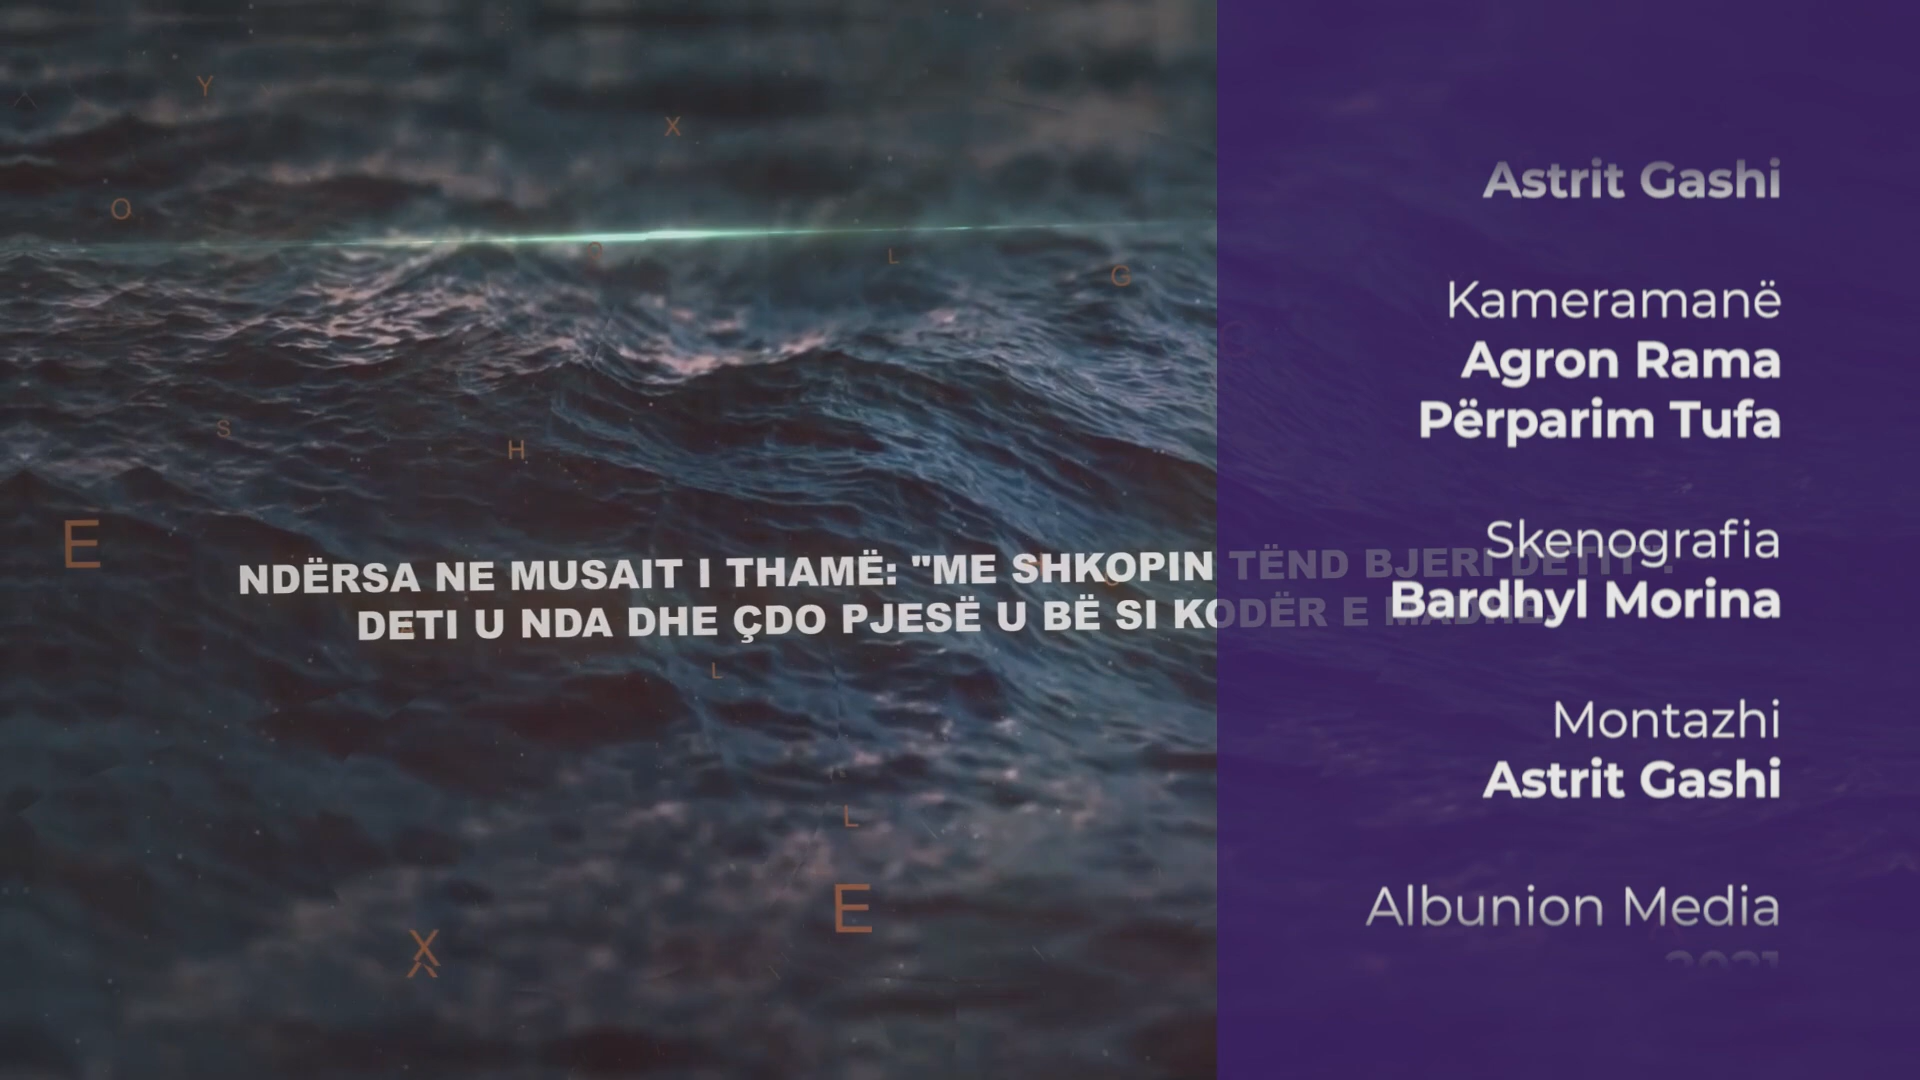 NDËRSA NE MUSAIT I THAMË: "ME SHKOPIN TËND BJERI DETIT".
DETI U NDA DHE ÇDO PJESË U BË SI KODËR E MADHE
Astrit Gashi
Kameramanë
Agron Rama
Përparim Tufa
Skenografia
Bardhyl Morina
Montazhi
Astrit Gashi
Albunion Media
2021
Y
X
O
Q
L
G
S
H
E
L
L
E
X